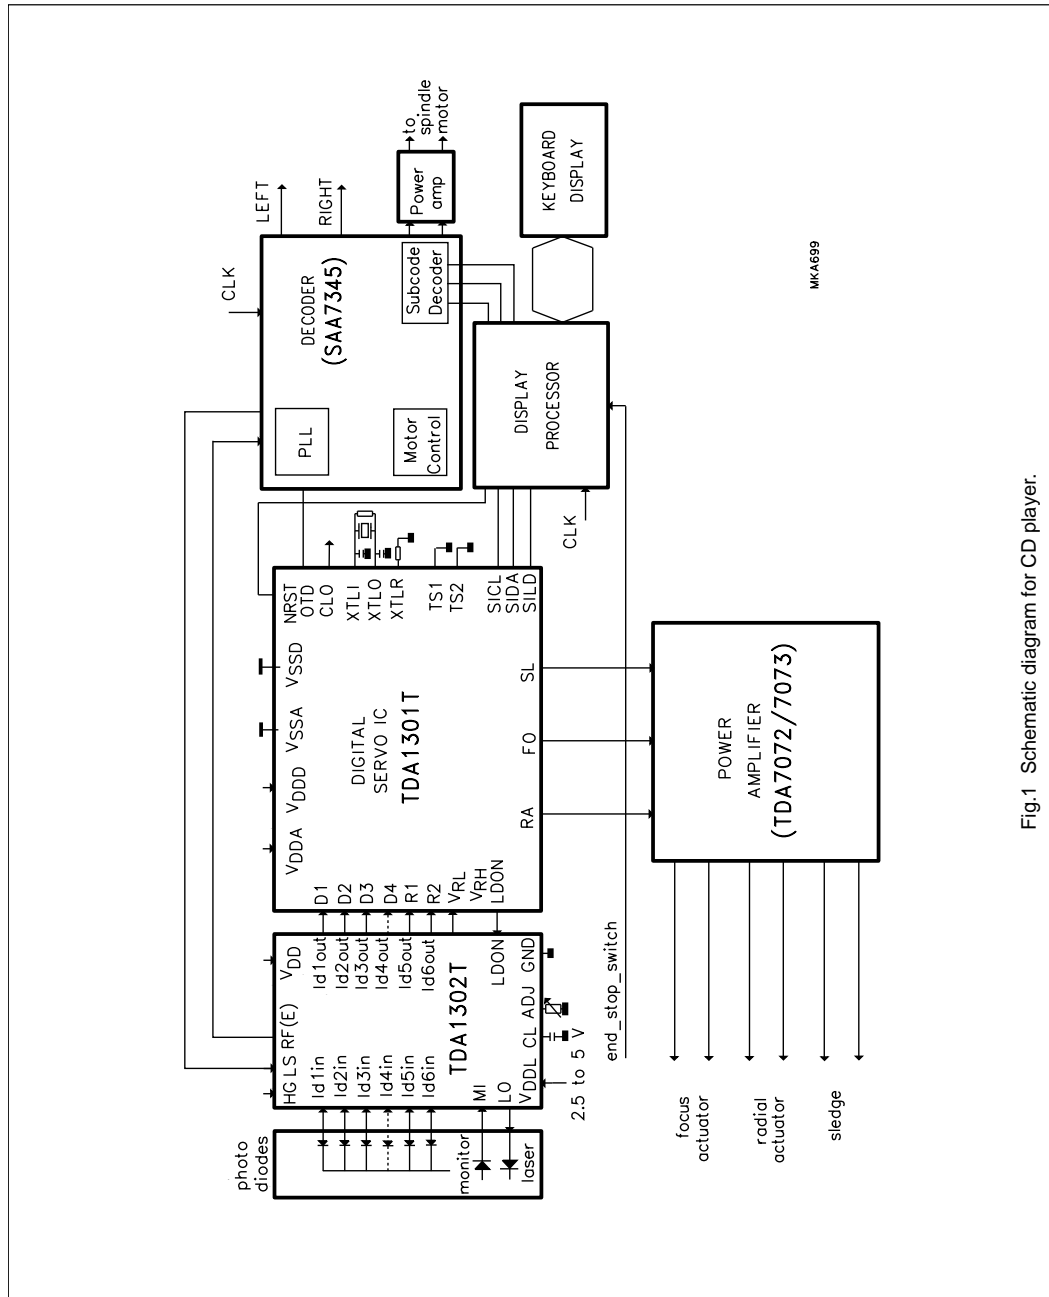 photo
diodes
monitor
laser
HG
LS
RF(E)
VDD
Id1in
Id2in
Id3in
Id4in
Id5in
Id6in
MI
LO
Id1out
Id2out
Id3out
Id4out
Id5out
Id6out
TDA1302T
LDON
VDDL
CL
ADJ
GND
2.5 to 5 V
VDDA
VDDD
VSSA
VSSD
D1
D2
D3
D4
R1
R2
VRL
VRH
LDON
DIGITAL
SERVO IC
TDA1301T
NRST
OTD
CLO
XTLI
XTLO
XTLR
TS1
TS2
SICL
SIDA
SILD
RA
FO
SL
CLK
DECODER
(SAA7345)
PLL
Motor
Control
Subcode
Decoder
LEFT
RIGHT
Power
amp
to
spindle
motor
DISPLAY
PROCESSOR
CLK
KEYBOARD
DISPLAY
end_stop_switch
POWER
AMPLIFIER
(TDA7072/7073)
focus
actuator
radial
actuator
sledge
MKA699
Fig.1 Schematic diagram for CD player.